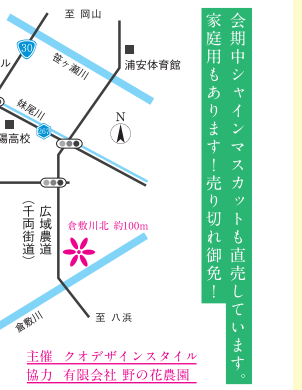 会期中シャインマスカットも直売しています。
家庭用もあります!売り切れ御免!
至 岡山
30
笹ヶ瀬川
浦安体育館
ル
妹尾川
陽高校
N
広域農道
(千両街道)
倉敷川北 約100m
倉敷川
至 八浜
主催 クオデザインスタイル
協力 有限会社 野の花農園